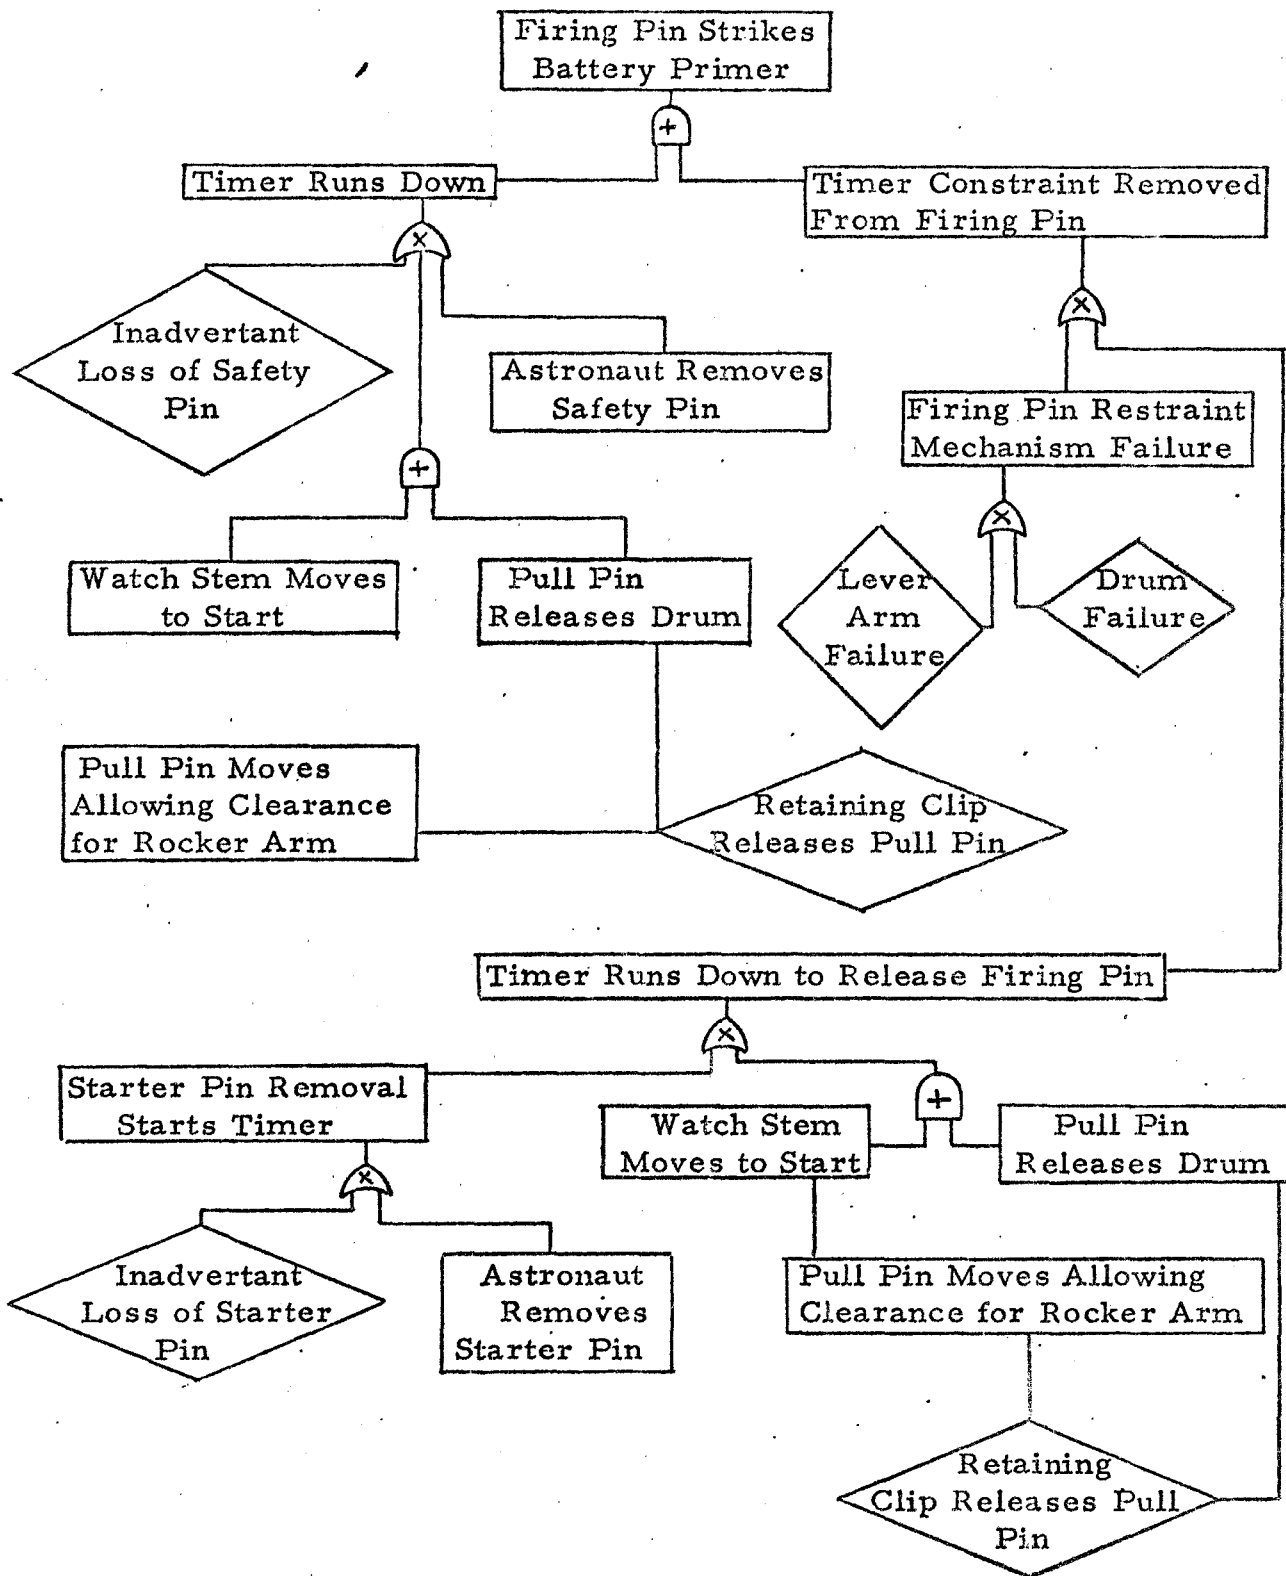 Firing Pin Strikes
Battery Primer
+
Timer Runs Down
Timer Constraint Removed
From Firing Pin
×
×
Inadvertant
Loss of Safety
Pin
Astronaut Removes
Safety Pin
Firing Pin Restraint
Mechanism Failure
+
×
Watch Stem Moves
to Start
Pull Pin
Releases Drum
Lever
Arm
Failure
Drum
Failure
Pull Pin Moves
Allowing Clearance
for Rocker Arm
Retaining Clip
Releases Pull Pin
Timer Runs Down to Release Firing Pin
×
Starter Pin Removal
Starts Timer
+
Watch Stem
Moves to Start
Pull Pin
Releases Drum
×
Inadvertant
Loss of Starter
Pin
Astronaut
Removes
Starter Pin
Pull Pin Moves Allowing
Clearance for Rocker Arm
Retaining
Clip Releases Pull
Pin